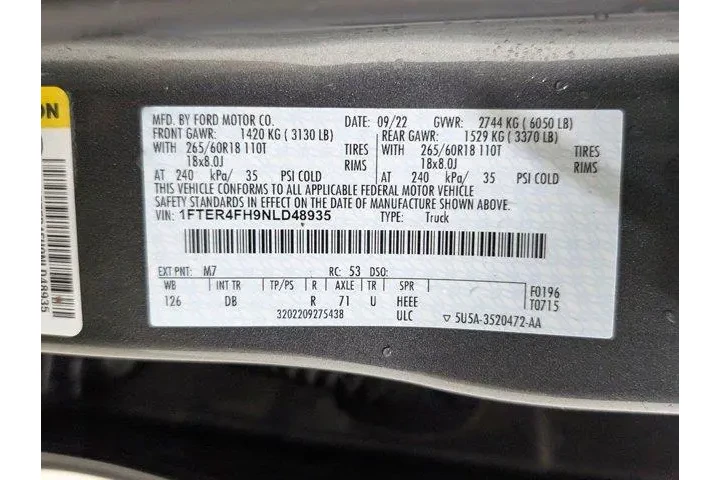 ON
MFD. BY FORD MOTOR CO. DATE: 09/22 GVWR: 2744 KG ( 6050 LB)
FRONT GAWR: 1420 KG ( 3130 LB) REAR GAWR: 1529 KG ( 3370 LB)
WITH 265/60R18 110T TIRES WITH 265/60R18 110T TIRES
18x8.0J RIMS 18x8.0J RIMS
AT 240 kPa/ 35 PSI COLD AT 240 kPa/ 35 PSI COLD
THIS VEHICLE CONFORMS TO ALL APPLICABLE FEDERAL MOTOR VEHICLE
SAFETY STANDARDS IN EFFECT ON THE DATE OF MANUFACTURE SHOWN ABOVE.
VIN: 1FTER4FH9NLD48935 TYPE: Truck
EXT PNT: M7 RC: 53 DSO:
WB INT TR TP/PS R AXLE TR SPR
126 DB R 71 U HEEE
F0196
T0715
3202209275438 ULC ▽ 5U5A-3520472-AA